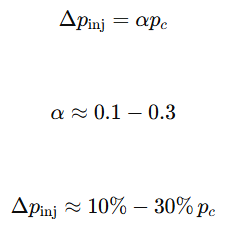 Δp_inj = αp_c
α ≈ 0.1 − 0.3
Δp_inj ≈ 10% − 30% p_c